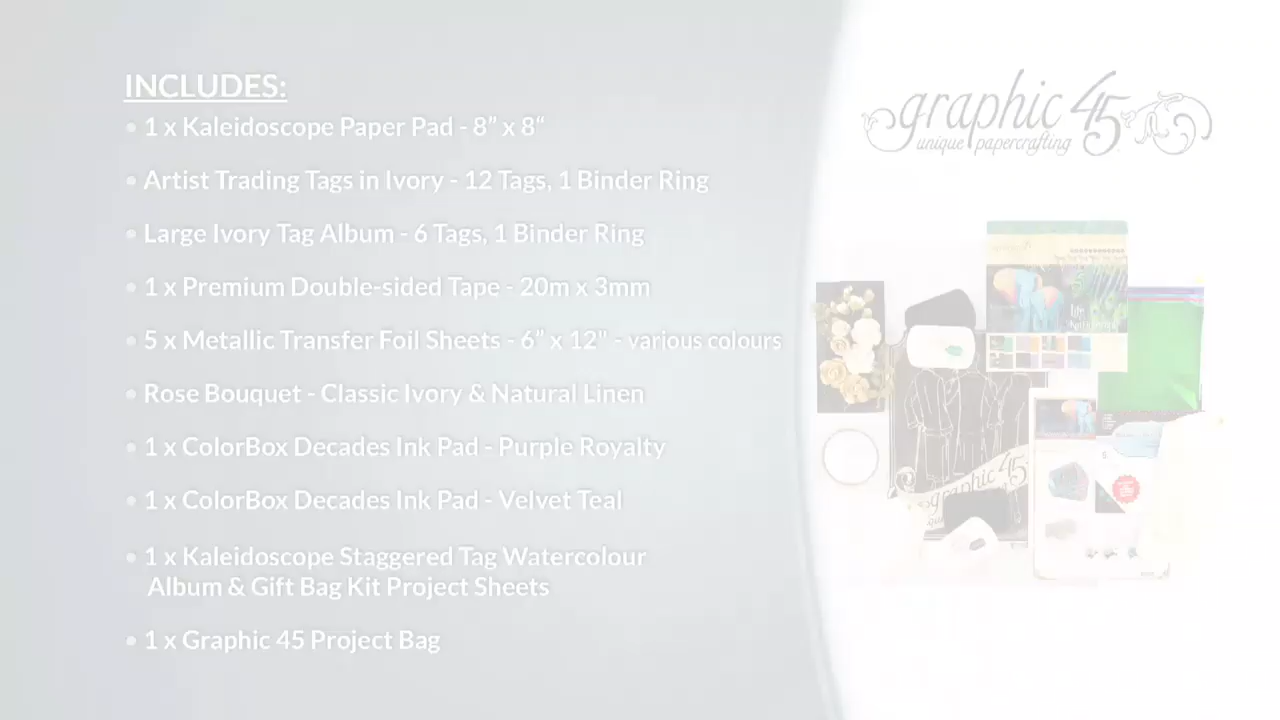 INCLUDES:
• 1 x Kaleidoscope Paper Pad - 8” x 8“
• Artist Trading Tags in Ivory - 12 Tags, 1 Binder Ring
• Large Ivory Tag Album - 6 Tags, 1 Binder Ring
• 1 x Premium Double-sided Tape - 20m x 3mm
• 5 x Metallic Transfer Foil Sheets - 6” x 12" - various colours
• Rose Bouquet - Classic Ivory & Natural Linen
• 1 x ColorBox Decades Ink Pad - Purple Royalty
• 1 x ColorBox Decades Ink Pad - Velvet Teal
• 1 x Kaleidoscope Staggered Tag Watercolour
Album & Gift Bag Kit Project Sheets
• 1 x Graphic 45 Project Bag
graphic 45
unique papercrafting
graphic 45